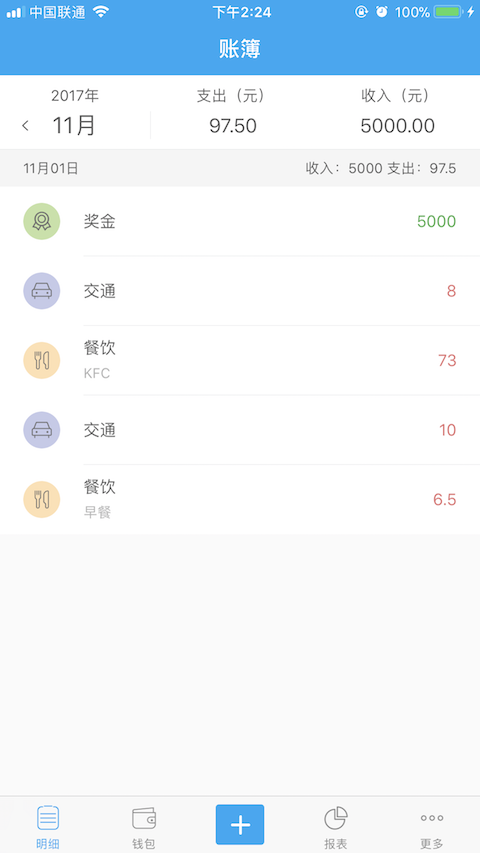 中国联通 下午2:24 100%
账簿
2017年 支出（元） 收入（元）
11月 97.50 5000.00
11月01日 收入：5000 支出：97.5
奖金 5000
交通 8
餐饮 73
KFC
交通 10
餐饮 6.5
早餐
明细 钱包 报表 更多